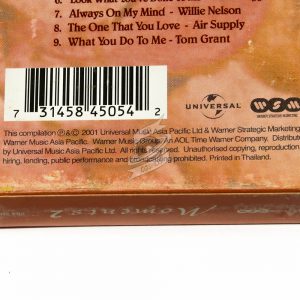 7. Always On My Mind - Willie Nelson
8. The One That You Love - Air Supply
9. What You Do To Me - Tom Grant
7 31458 45054 2
UNIVERSAL
This compilation ℗&© 2001 Universal Music Asia Pacific Ltd & Warner Strategic Marketing
Warner Music Asia Pacific. Warner Music Group. An AOL Time Warner Company. Distributed
by Universal Music Asia Pacific Ltd. All Rights Reserved. Unauthorised copying, reproduction,
hiring, lending, public performance and broadcasting prohibited. Printed in Thailand.
Moments 2